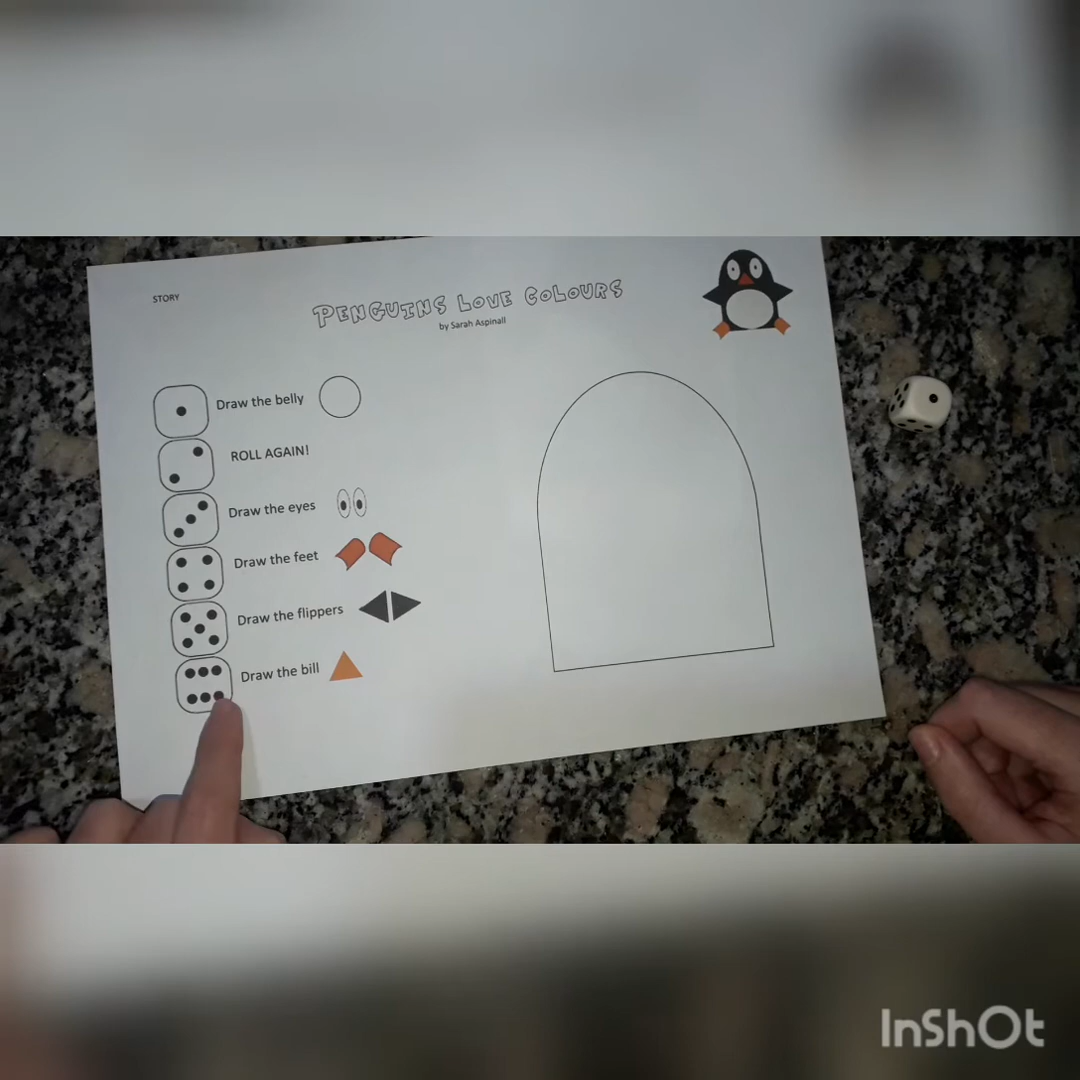 STORY
PENGUINS LOVE COLOURS
by Sarah Aspinall
Draw the belly
ROLL AGAIN!
Draw the eyes
Draw the feet
Draw the flippers
Draw the bill
InShOt